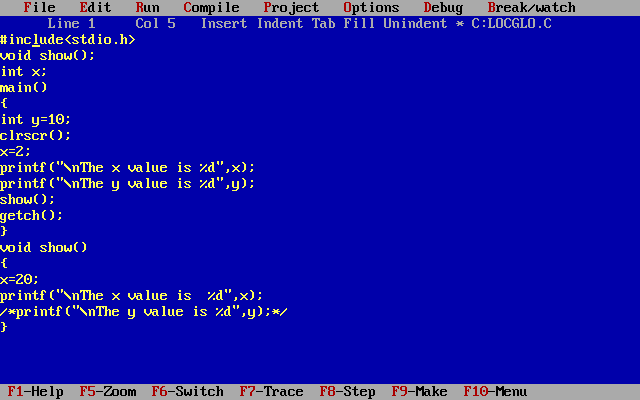 File Edit Run Compile Project Options Debug Break/watch
Line 1 Col 5 Insert Indent Tab Fill Unindent * C:LOCGLO.C
#include<stdio.h>
void show();
int x;
main()
{
int y=10;
clrscr();
x=2;
printf("\nThe x value is %d",x);
printf("\nThe y value is %d",y);
show();
getch();
}
void show()
{
x=20;
printf("\nThe x value is  %d",x);
/*printf("\nThe y value is %d",y);*/
}
F1-Help F5-Zoom F6-Switch F7-Trace F8-Step F9-Make F10-Menu